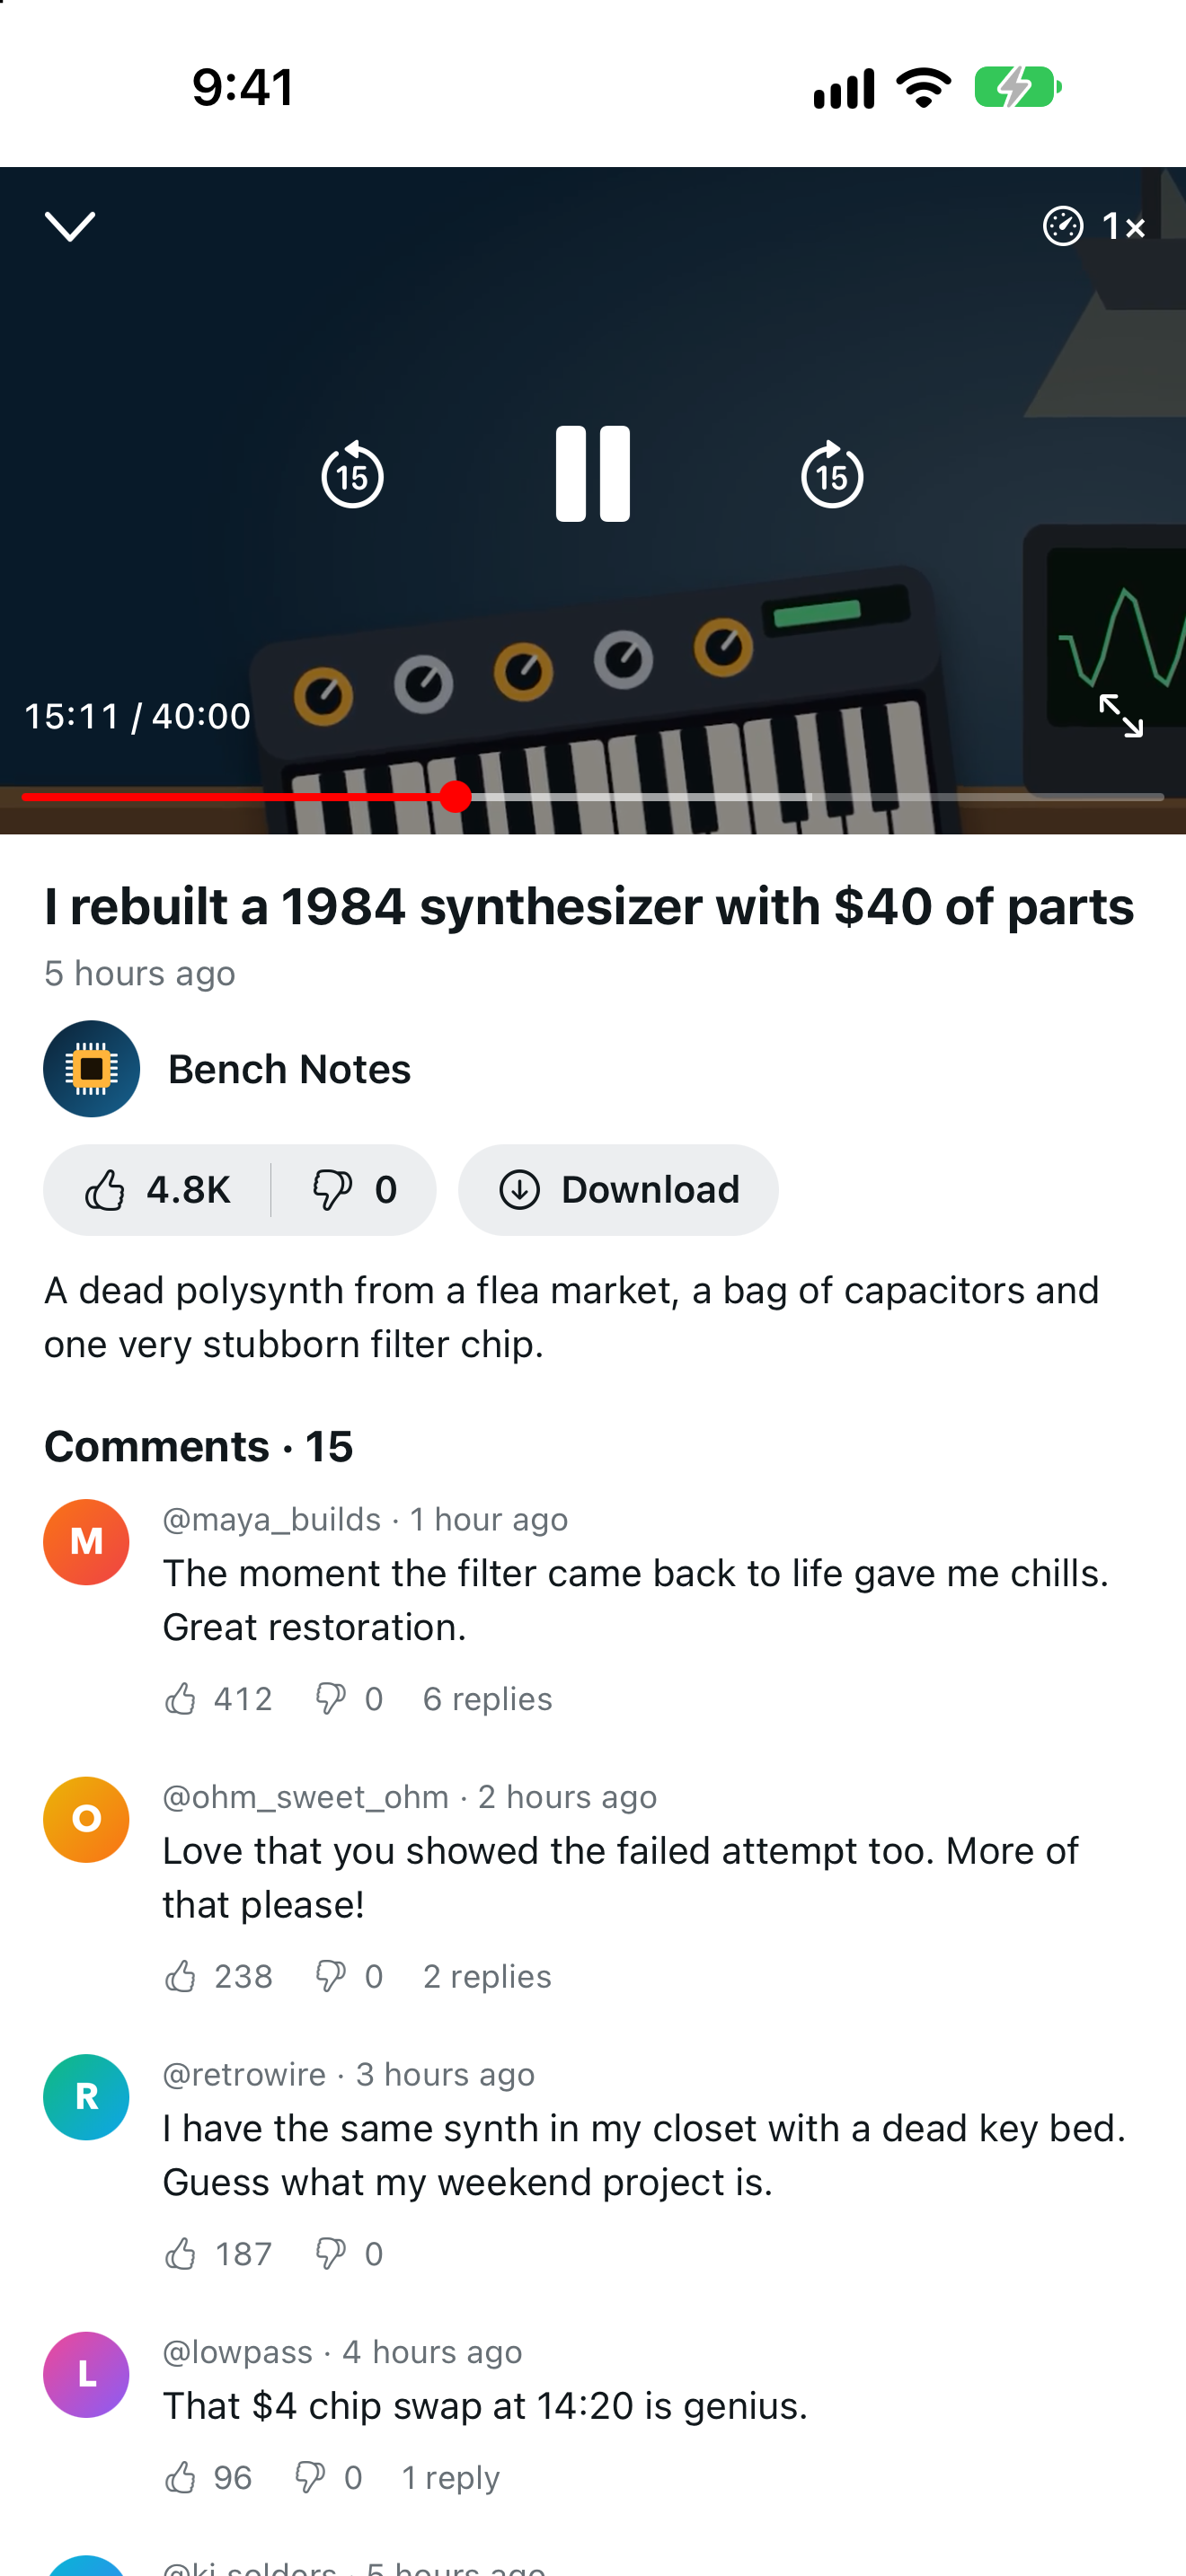 9:41
1×
15
15
15:11 / 40:00
I rebuilt a 1984 synthesizer with $40 of parts
5 hours ago
Bench Notes
4.8K
0
Download
A dead polysynth from a flea market, a bag of capacitors and
one very stubborn filter chip.
Comments · 15
M
@maya_builds · 1 hour ago
The moment the filter came back to life gave me chills.
Great restoration.
412
0
6 replies
O
@ohm_sweet_ohm · 2 hours ago
Love that you showed the failed attempt too. More of
that please!
238
0
2 replies
R
@retrowire · 3 hours ago
I have the same synth in my closet with a dead key bed.
Guess what my weekend project is.
187
0
L
@lowpass · 4 hours ago
That $4 chip swap at 14:20 is genius.
96
0
1 reply
5 hours ago